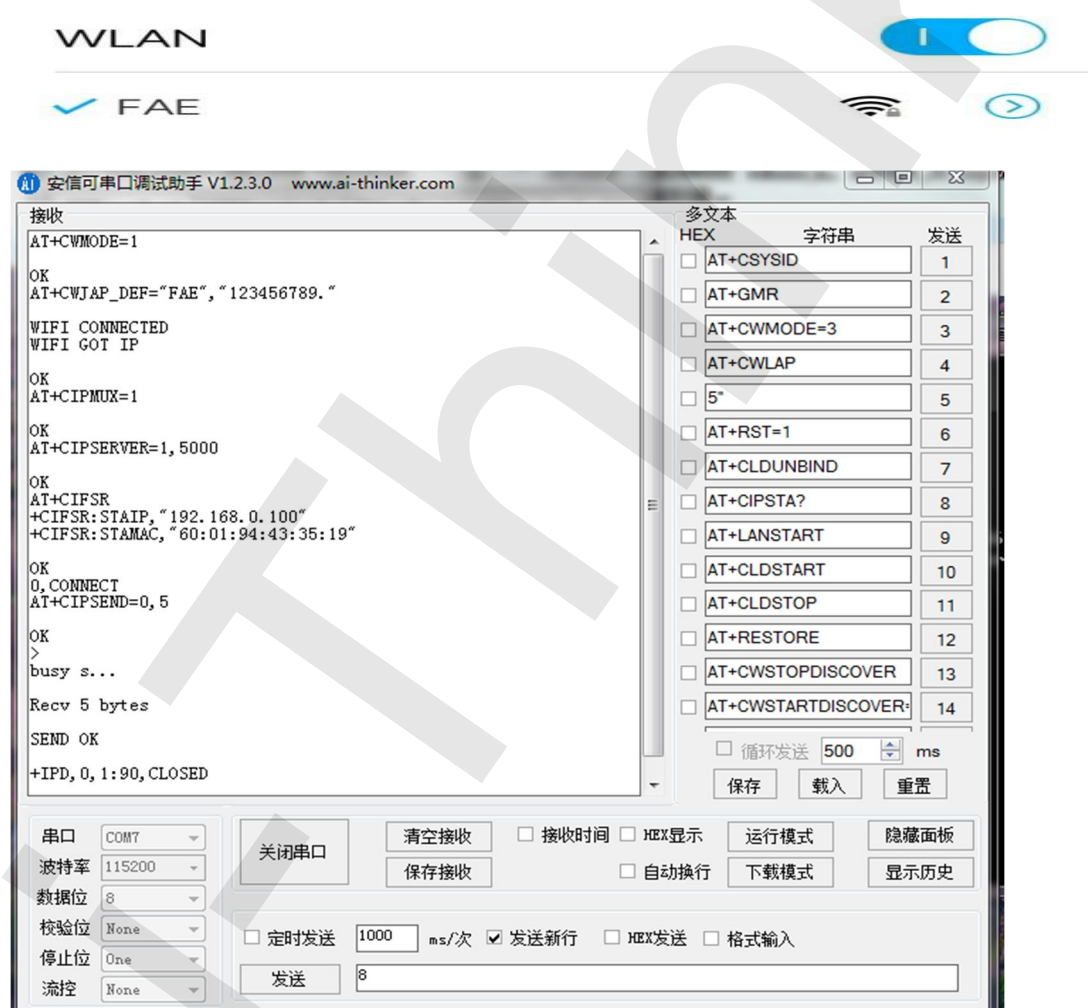 WLAN
FAE
安信可串口调试助手 V1.2.3.0 www.ai-thinker.com
接收
AT+CWMODE=1
OK
AT+CWJAP_DEF="FAE","123456789."
WIFI CONNECTED
WIFI GOT IP
OK
AT+CIPMUX=1
OK
AT+CIPSERVER=1,5000
OK
AT+CIFSR
+CIFSR:STAIP,"192.168.0.100"
+CIFSR:STAMAC,"60:01:94:43:35:19"
OK
0,CONNECT
AT+CIPSEND=0,5
OK
>
busy s...
Recv 5 bytes
SEND OK
+IPD,0,1:90,CLOSED
多文本
HEX 字符串 发送
AT+CSYSID 1
AT+GMR 2
AT+CWMODE=3 3
AT+CWLAP 4
5" 5
AT+RST=1 6
AT+CLDUNBIND 7
AT+CIPSTA? 8
AT+LANSTART 9
AT+CLDSTART 10
AT+CLDSTOP 11
AT+RESTORE 12
AT+CWSTOPDISCOVER 13
AT+CWSTARTDISCOVER= 14
循环发送 500 ms
保存 载入 重置
串口 COM7
波特率 115200
数据位 8
校验位 None
停止位 One
流控 None
关闭串口
清空接收 接收时间 HEX显示 运行模式 隐藏面板
保存接收 自动换行 下载模式 显示历史
定时发送 1000 ms/次 发送新行 HEX发送 格式输入
发送 8